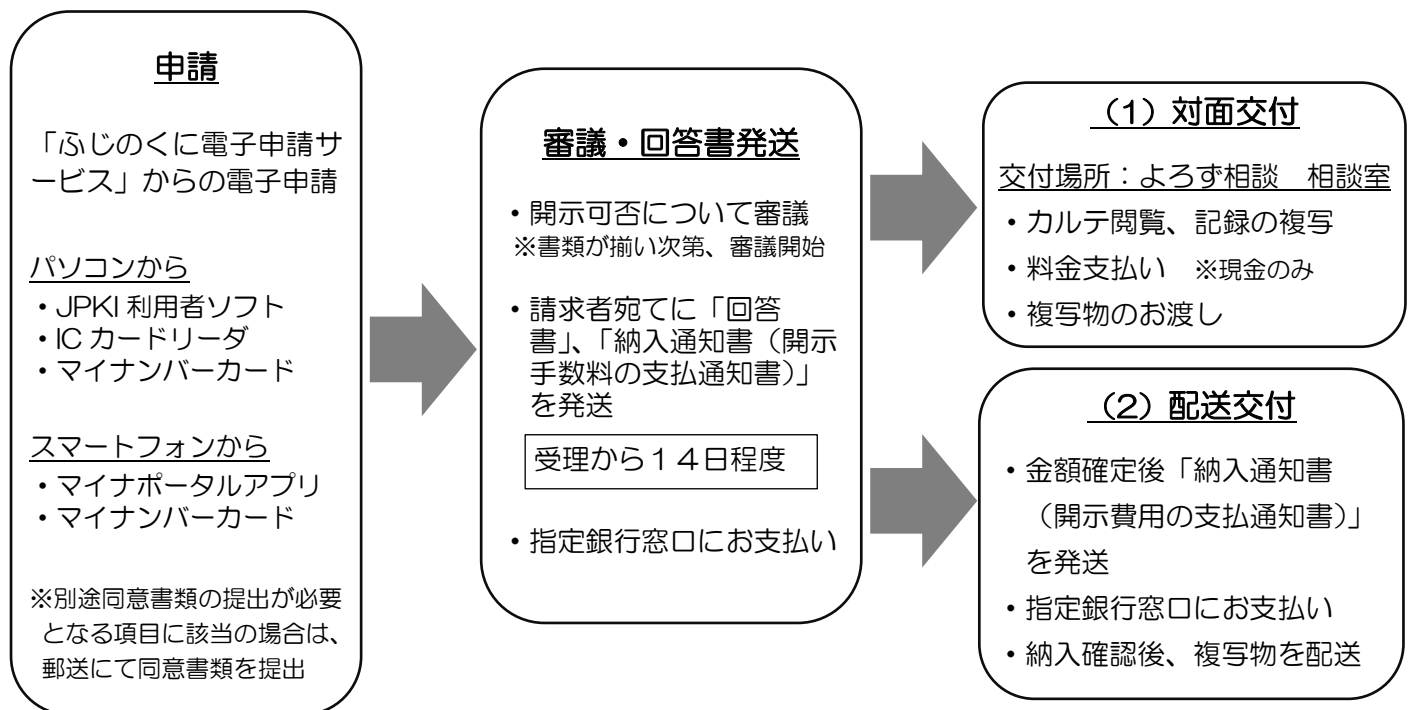 申請
「ふじのくに電子申請サ
ービス」からの電子申請
パソコンから
・JPKI 利用者ソフト
・IC カードリーダ
・マイナンバーカード
スマートフォンから
・マイナポータルアプリ
・マイナンバーカード
※別途同意書類の提出が必要
となる項目に該当の場合は、
郵送にて同意書類を提出
審議・回答書発送
・開示可否について審議
※書類が揃い次第、審議開始
・請求者宛てに「回答
書」、「納入通知書（開示
手数料の支払通知書）」
を発送
受理から１４日程度
・指定銀行窓口にお支払い
（1）対面交付
交付場所：よろず相談　相談室
・カルテ閲覧、記録の複写
・料金支払い　※現金のみ
・複写物のお渡し
（2）配送交付
・金額確定後「納入通知書
（開示費用の支払通知書）」
を発送
・指定銀行窓口にお支払い
・納入確認後、複写物を配送